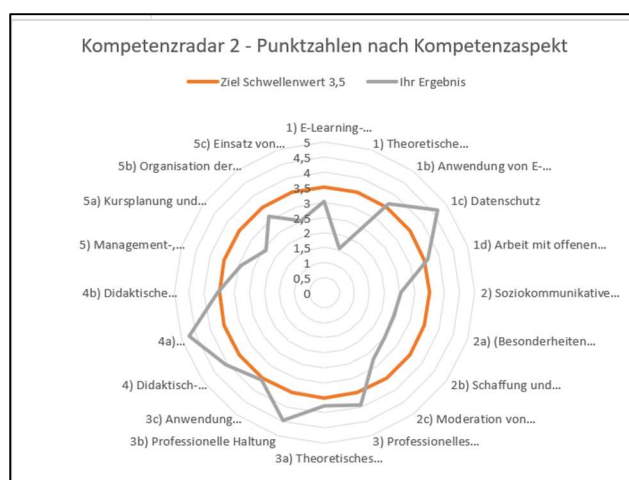 Kompetenzradar 2 - Punktzahlen nach Kompetenzaspekt
Ziel Schwellenwert 3,5 Ihr Ergebnis
1) E-Learning-...
1) Theoretische...
1b) Anwendung von E-...
1c) Datenschutz
1d) Arbeit mit offenen...
2) Soziokommunikative...
2a) (Besonderheiten...
2b) Schaffung und...
2c) Moderation von...
3) Professionelles...
3a) Theoretisches...
3b) Professionelle Haltung
3c) Anwendung...
4) Didaktisch-...
4a)...
4b) Didaktische...
5) Management-,...
5a) Kursplanung und...
5b) Organisation der...
5c) Einsatz von...
5
4,5
4
3,5
3
2,5
2
1,5
1
0,5
0